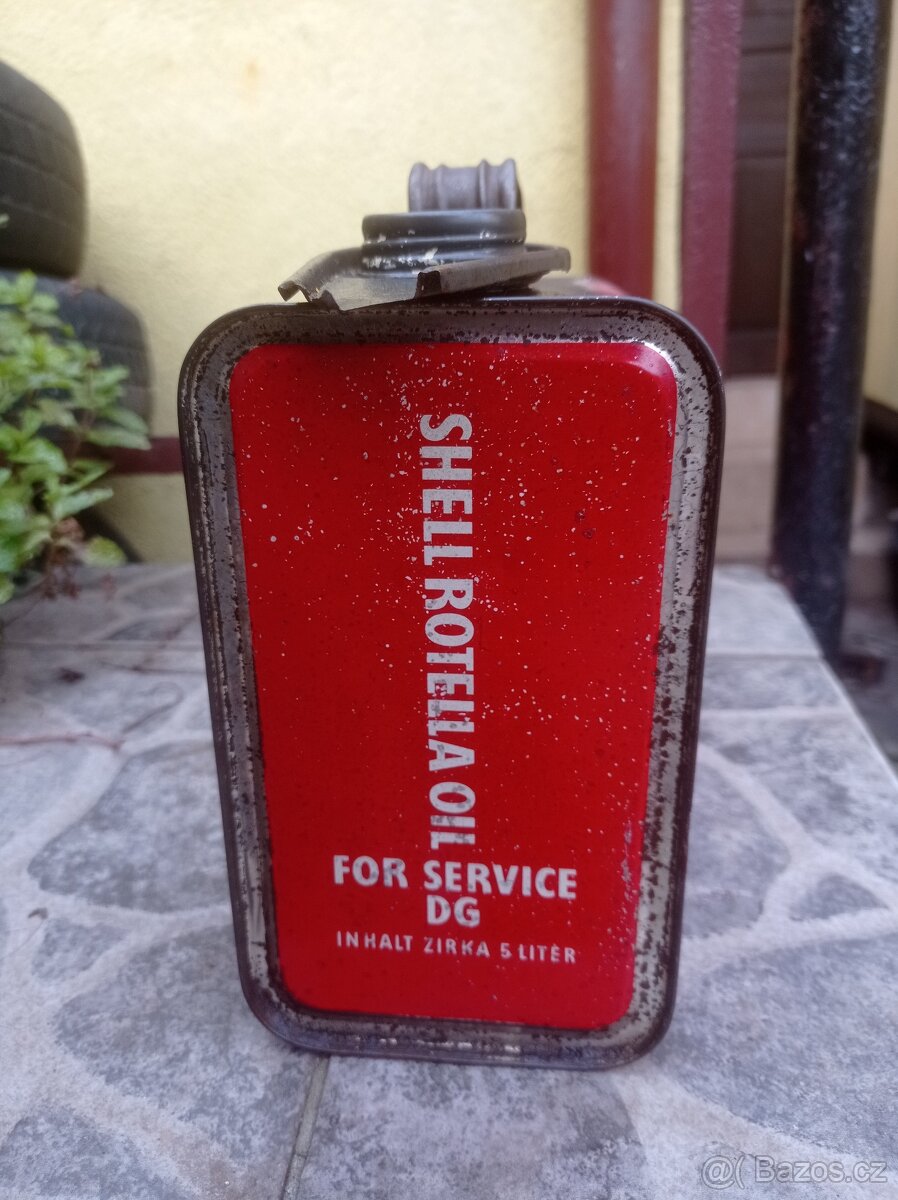 SHELL ROTELLA OIL
FOR SERVICE
DG
INHALT ZIRKA 5 LITER
@( Bazos.cz